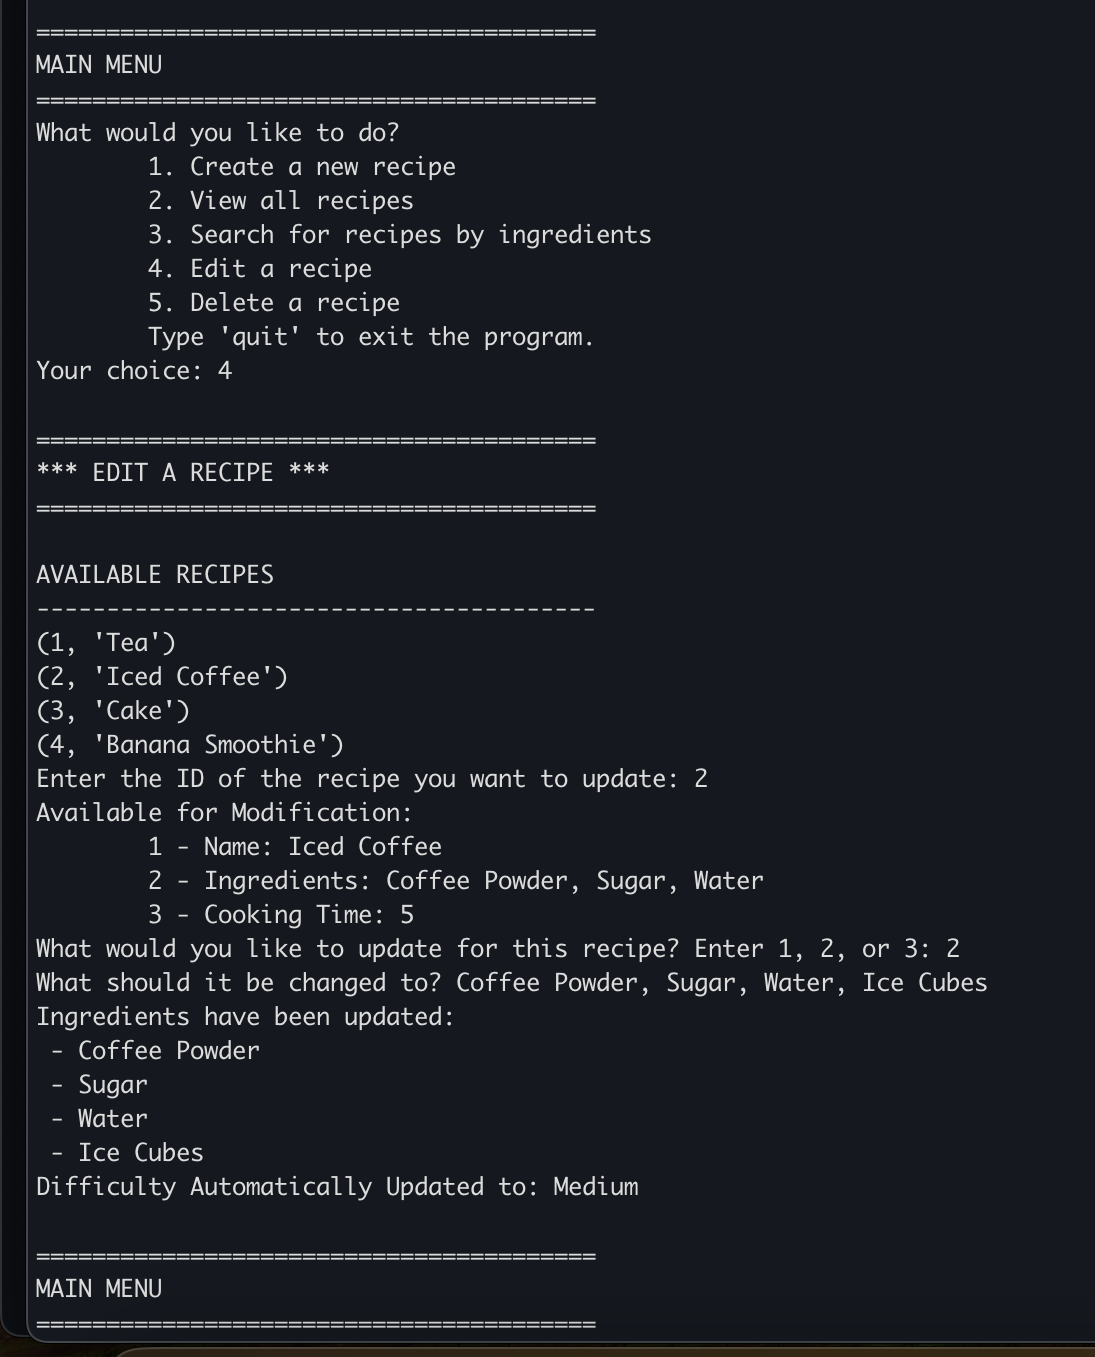 ========================================
MAIN MENU
========================================
What would you like to do?
        1. Create a new recipe
        2. View all recipes
        3. Search for recipes by ingredients
        4. Edit a recipe
        5. Delete a recipe
        Type 'quit' to exit the program.
Your choice: 4

========================================
*** EDIT A RECIPE ***
========================================

AVAILABLE RECIPES
----------------------------------------
(1, 'Tea')
(2, 'Iced Coffee')
(3, 'Cake')
(4, 'Banana Smoothie')
Enter the ID of the recipe you want to update: 2
Available for Modification:
        1 - Name: Iced Coffee
        2 - Ingredients: Coffee Powder, Sugar, Water
        3 - Cooking Time: 5
What would you like to update for this recipe? Enter 1, 2, or 3: 2
What should it be changed to? Coffee Powder, Sugar, Water, Ice Cubes
Ingredients have been updated:
 - Coffee Powder
 - Sugar
 - Water
 - Ice Cubes
Difficulty Automatically Updated to: Medium

========================================
MAIN MENU
========================================